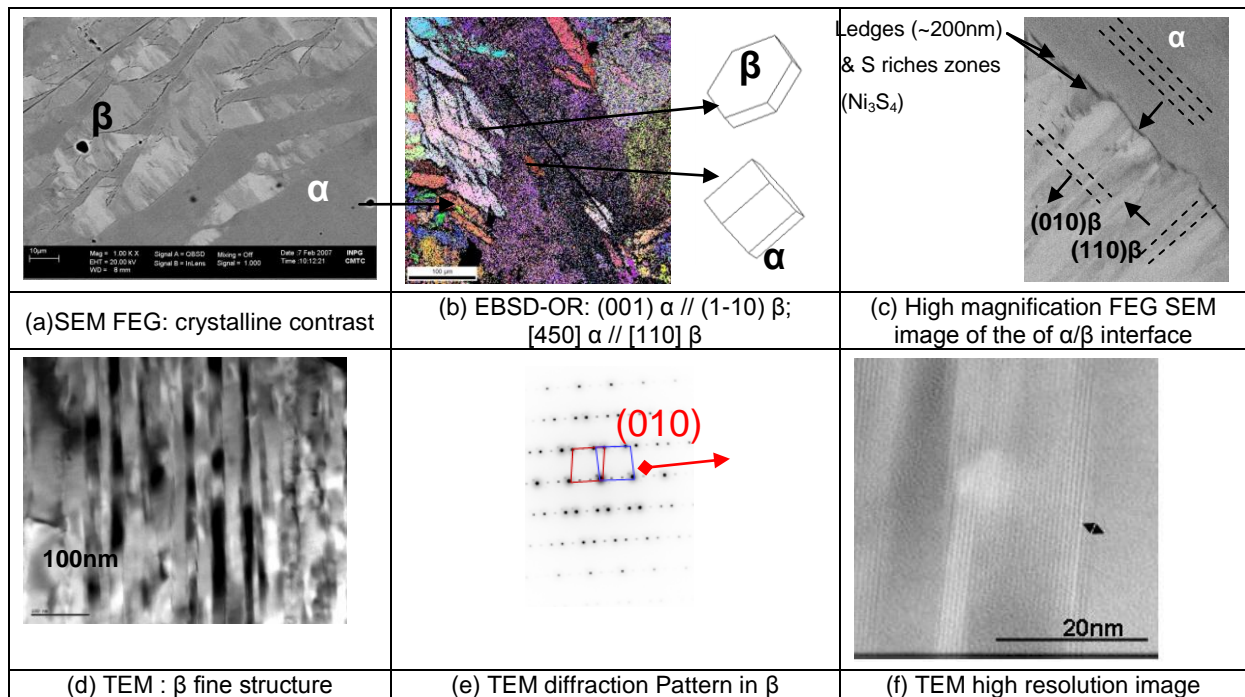 β
α
10µm
Mag = 1.00 K X
EHT = 20.00 kV
WD = 8 mm
Signal A = QBSD
Signal B = InLens
Mixing = Off
Signal = 1.000
Date :7 Feb 2007
Time :10:12:21
INPG
CMTC
(a)SEM FEG: crystalline contrast
100 µm
β
α
(b) EBSD-OR: (001) α // (1-10) β;
[450] α // [110] β
Ledges (~200nm)
& S riches zones
(Ni₃S₄)
α
(010)β
(110)β
(c) High magnification FEG SEM
image of the of α/β interface
100nm
(d) TEM : β fine structure
(010)
(e) TEM diffraction Pattern in β
20nm
(f) TEM high resolution image